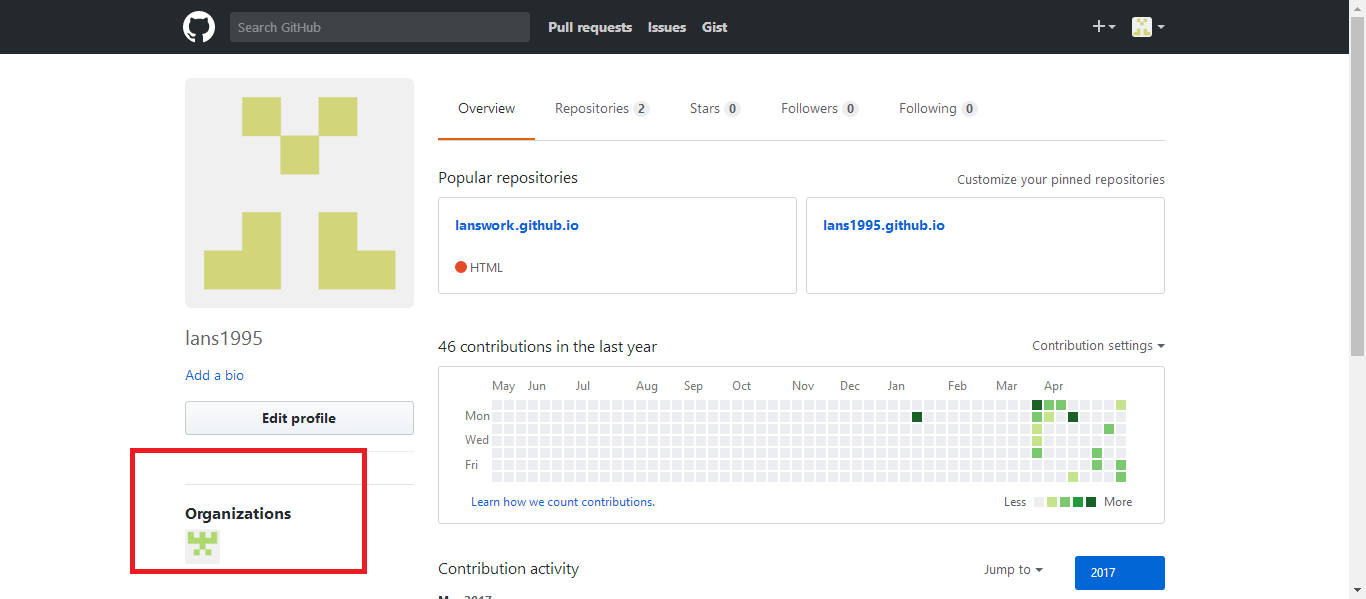 Search GitHub Pull requests Issues Gist
Overview Repositories 2 Stars 0 Followers 0 Following 0
Popular repositories Customize your pinned repositories
lanswork.github.io lans1995.github.io
HTML
lans1995
Add a bio
Edit profile
Organizations
46 contributions in the last year Contribution settings
May Jun Jul Aug Sep Oct Nov Dec Jan Feb Mar Apr
Mon
Wed
Fri
Learn how we count contributions. Less More
Contribution activity Jump to 2017
May 2017